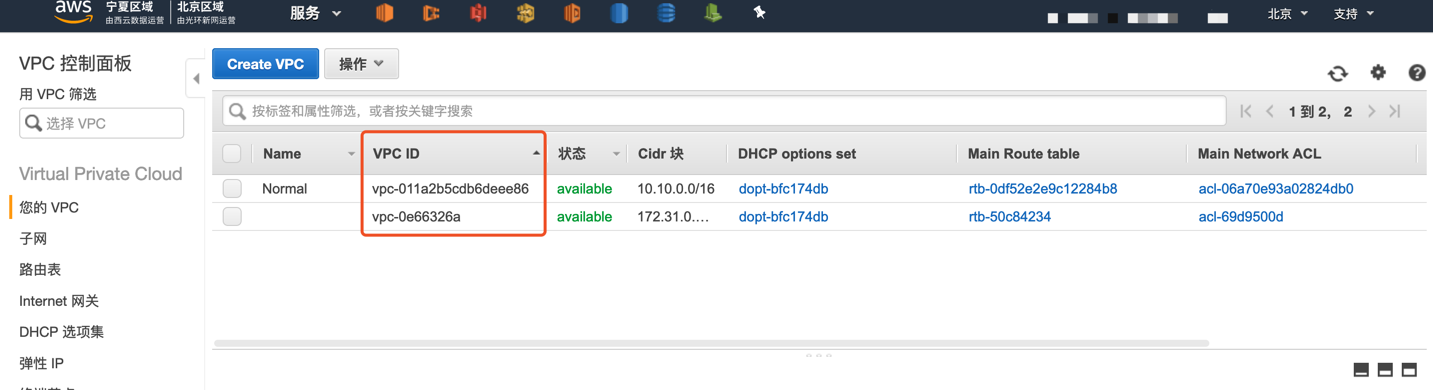 aws 宁夏区域 由西云数据运营 北京区域 由光环新网运营 服务 北京 支持
VPC 控制面板
用 VPC 筛选
选择 VPC
Virtual Private Cloud
您的 VPC
子网
路由表
Internet 网关
DHCP 选项集
弹性 IP
Create VPC 操作
按标签和属性筛选，或者按关键字搜索 1 到 2， 2
Name VPC ID 状态 Cidr 块 DHCP options set Main Route table Main Network ACL
Normal vpc-011a2b5cdb6deee86 available 10.10.0.0/16 dopt-bfc174db rtb-0df52e2e9c12284b8 acl-06a70e93a02824db0
vpc-0e66326a available 172.31.0.… dopt-bfc174db rtb-50c84234 acl-69d9500d